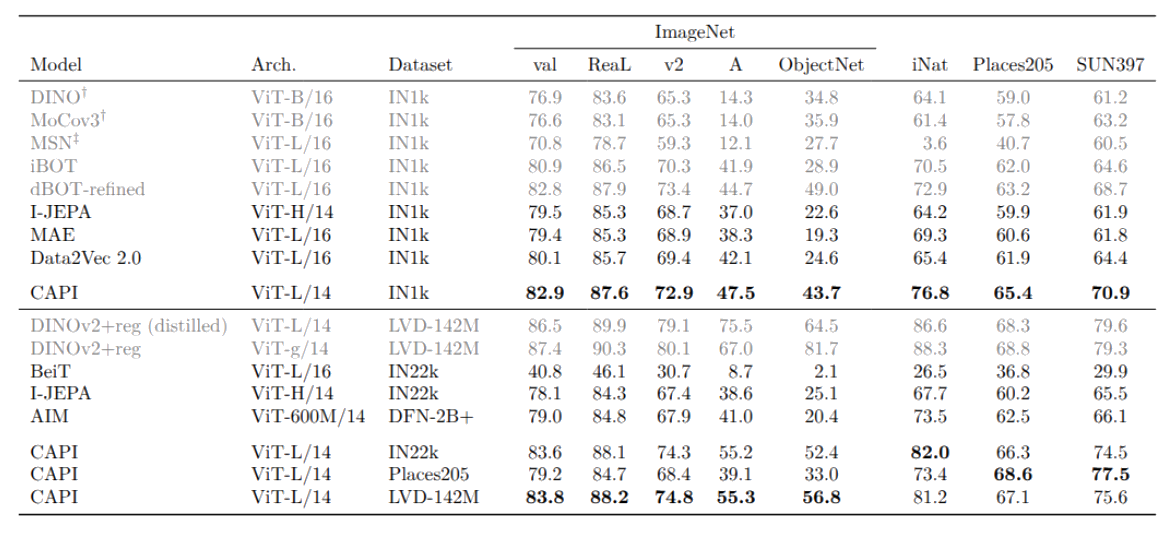 ImageNet
Model Arch. Dataset val ReaL v2 A ObjectNet iNat Places205 SUN397
DINO† ViT-B/16 IN1k 76.9 83.6 65.3 14.3 34.8 64.1 59.0 61.2
MoCov3† ViT-B/16 IN1k 76.6 83.1 65.3 14.0 35.9 61.4 57.8 63.2
MSN‡ ViT-L/16 IN1k 70.8 78.7 59.3 12.1 27.7 3.6 40.7 60.5
iBOT ViT-L/16 IN1k 80.9 86.5 70.3 41.9 28.9 70.5 62.0 64.6
dBOT-refined ViT-L/16 IN1k 82.8 87.9 73.4 44.7 49.0 72.9 63.2 68.7
I-JEPA ViT-H/14 IN1k 79.5 85.3 68.7 37.0 22.6 64.2 59.9 61.9
MAE ViT-L/16 IN1k 79.4 85.3 68.9 38.3 19.3 69.3 60.6 61.8
Data2Vec 2.0 ViT-L/16 IN1k 80.1 85.7 69.4 42.1 24.6 65.4 61.9 64.4
CAPI ViT-L/14 IN1k 82.9 87.6 72.9 47.5 43.7 76.8 65.4 70.9
DINOv2+reg (distilled) ViT-L/14 LVD-142M 86.5 89.9 79.1 75.5 64.5 86.6 68.3 79.6
DINOv2+reg ViT-g/14 LVD-142M 87.4 90.3 80.1 67.0 81.7 88.3 68.8 79.3
BeiT ViT-L/16 IN22k 40.8 46.1 30.7 8.7 2.1 26.5 36.8 29.9
I-JEPA ViT-H/14 IN22k 78.1 84.3 67.4 38.6 25.1 67.7 60.2 65.5
AIM ViT-600M/14 DFN-2B+ 79.0 84.8 67.9 41.0 20.4 73.5 62.5 66.1
CAPI ViT-L/14 IN22k 83.6 88.1 74.3 55.2 52.4 82.0 66.3 74.5
CAPI ViT-L/14 Places205 79.2 84.7 68.4 39.1 33.0 73.4 68.6 77.5
CAPI ViT-L/14 LVD-142M 83.8 88.2 74.8 55.3 56.8 81.2 67.1 75.6